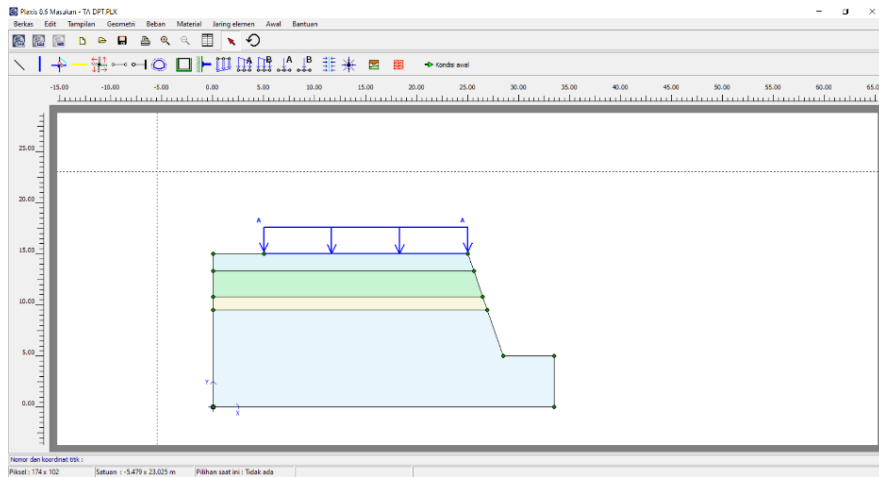 Plaxis 8.6 Masukan - TA DPT.PLX
Berkas Edit Tampilan Geometri Beban Material Jaring elemen Awal Bantuan
A B A B Kondisi awal
-15.00 -10.00 -5.00 0.00 5.00 10.00 15.00 20.00 25.00 30.00 35.00 40.00 45.00 50.00 55.00 60.00 65.0
25.00
20.00
A A
15.00
10.00
5.00
Y
0.00
X
Nomor dan koordinat titik :
Piksel : 174 x 102 Satuan : -5.479 x 23.025 m Pilihan saat ini : Tidak ada